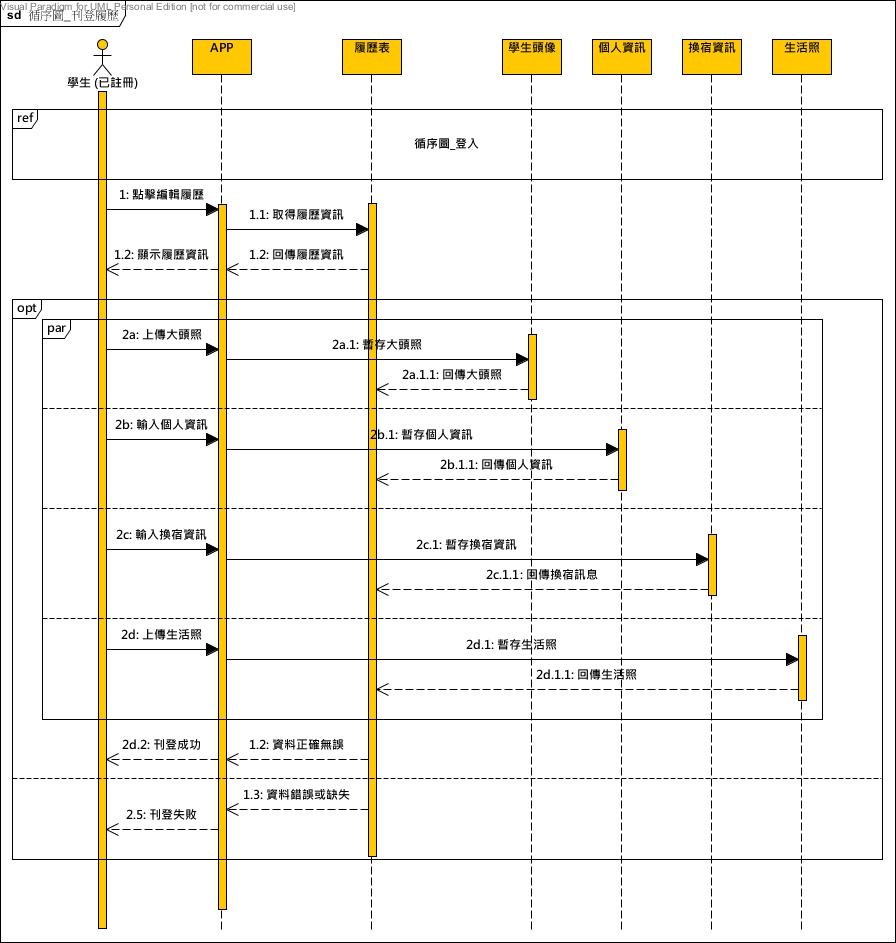 Visual Paradigm for UML Personal Edition [not for commercial use]
sd 循序圖_刊登履歷
APP
履歷表
學生頭像
個人資訊
換宿資訊
生活照
學生 (已註冊)
ref
循序圖_登入
1: 點擊編輯履歷
1.1: 取得履歷資訊
1.2: 顯示履歷資訊
1.2: 回傳履歷資訊
opt
par
2a: 上傳大頭照
2a.1: 暫存大頭照
2a.1.1: 回傳大頭照
2b: 輸入個人資訊
2b.1: 暫存個人資訊
2b.1.1: 回傳個人資訊
2c: 輸入換宿資訊
2c.1: 暫存換宿資訊
2c.1.1: 回傳換宿訊息
2d: 上傳生活照
2d.1: 暫存生活照
2d.1.1: 回傳生活照
2d.2: 刊登成功
1.2: 資料正確無誤
1.3: 資料錯誤或缺失
2.5: 刊登失敗